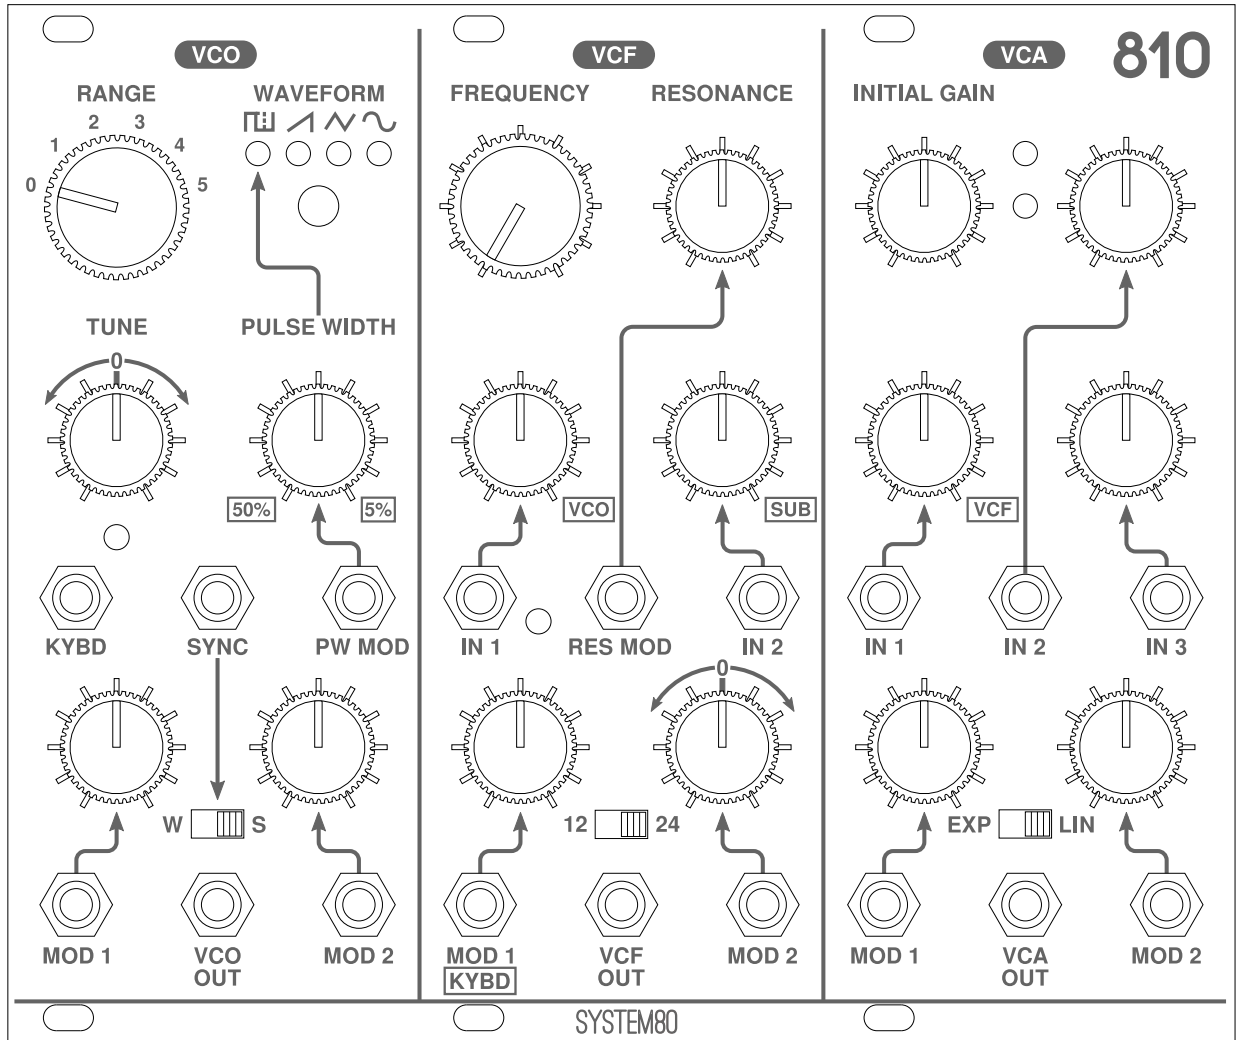 VCO
VCF
VCA
810
RANGE
WAVEFORM
FREQUENCY
RESONANCE
INITIAL GAIN
0
1
2
3
4
5
TUNE
PULSE WIDTH
0
50%
5%
VCO
SUB
VCF
KYBD
SYNC
PW MOD
IN 1
RES MOD
IN 2
IN 1
IN 2
IN 3
0
W
S
12
24
EXP
LIN
MOD 1
VCO
OUT
MOD 2
MOD 1
KYBD
VCF
OUT
MOD 2
MOD 1
VCA
OUT
MOD 2
SYSTEM80